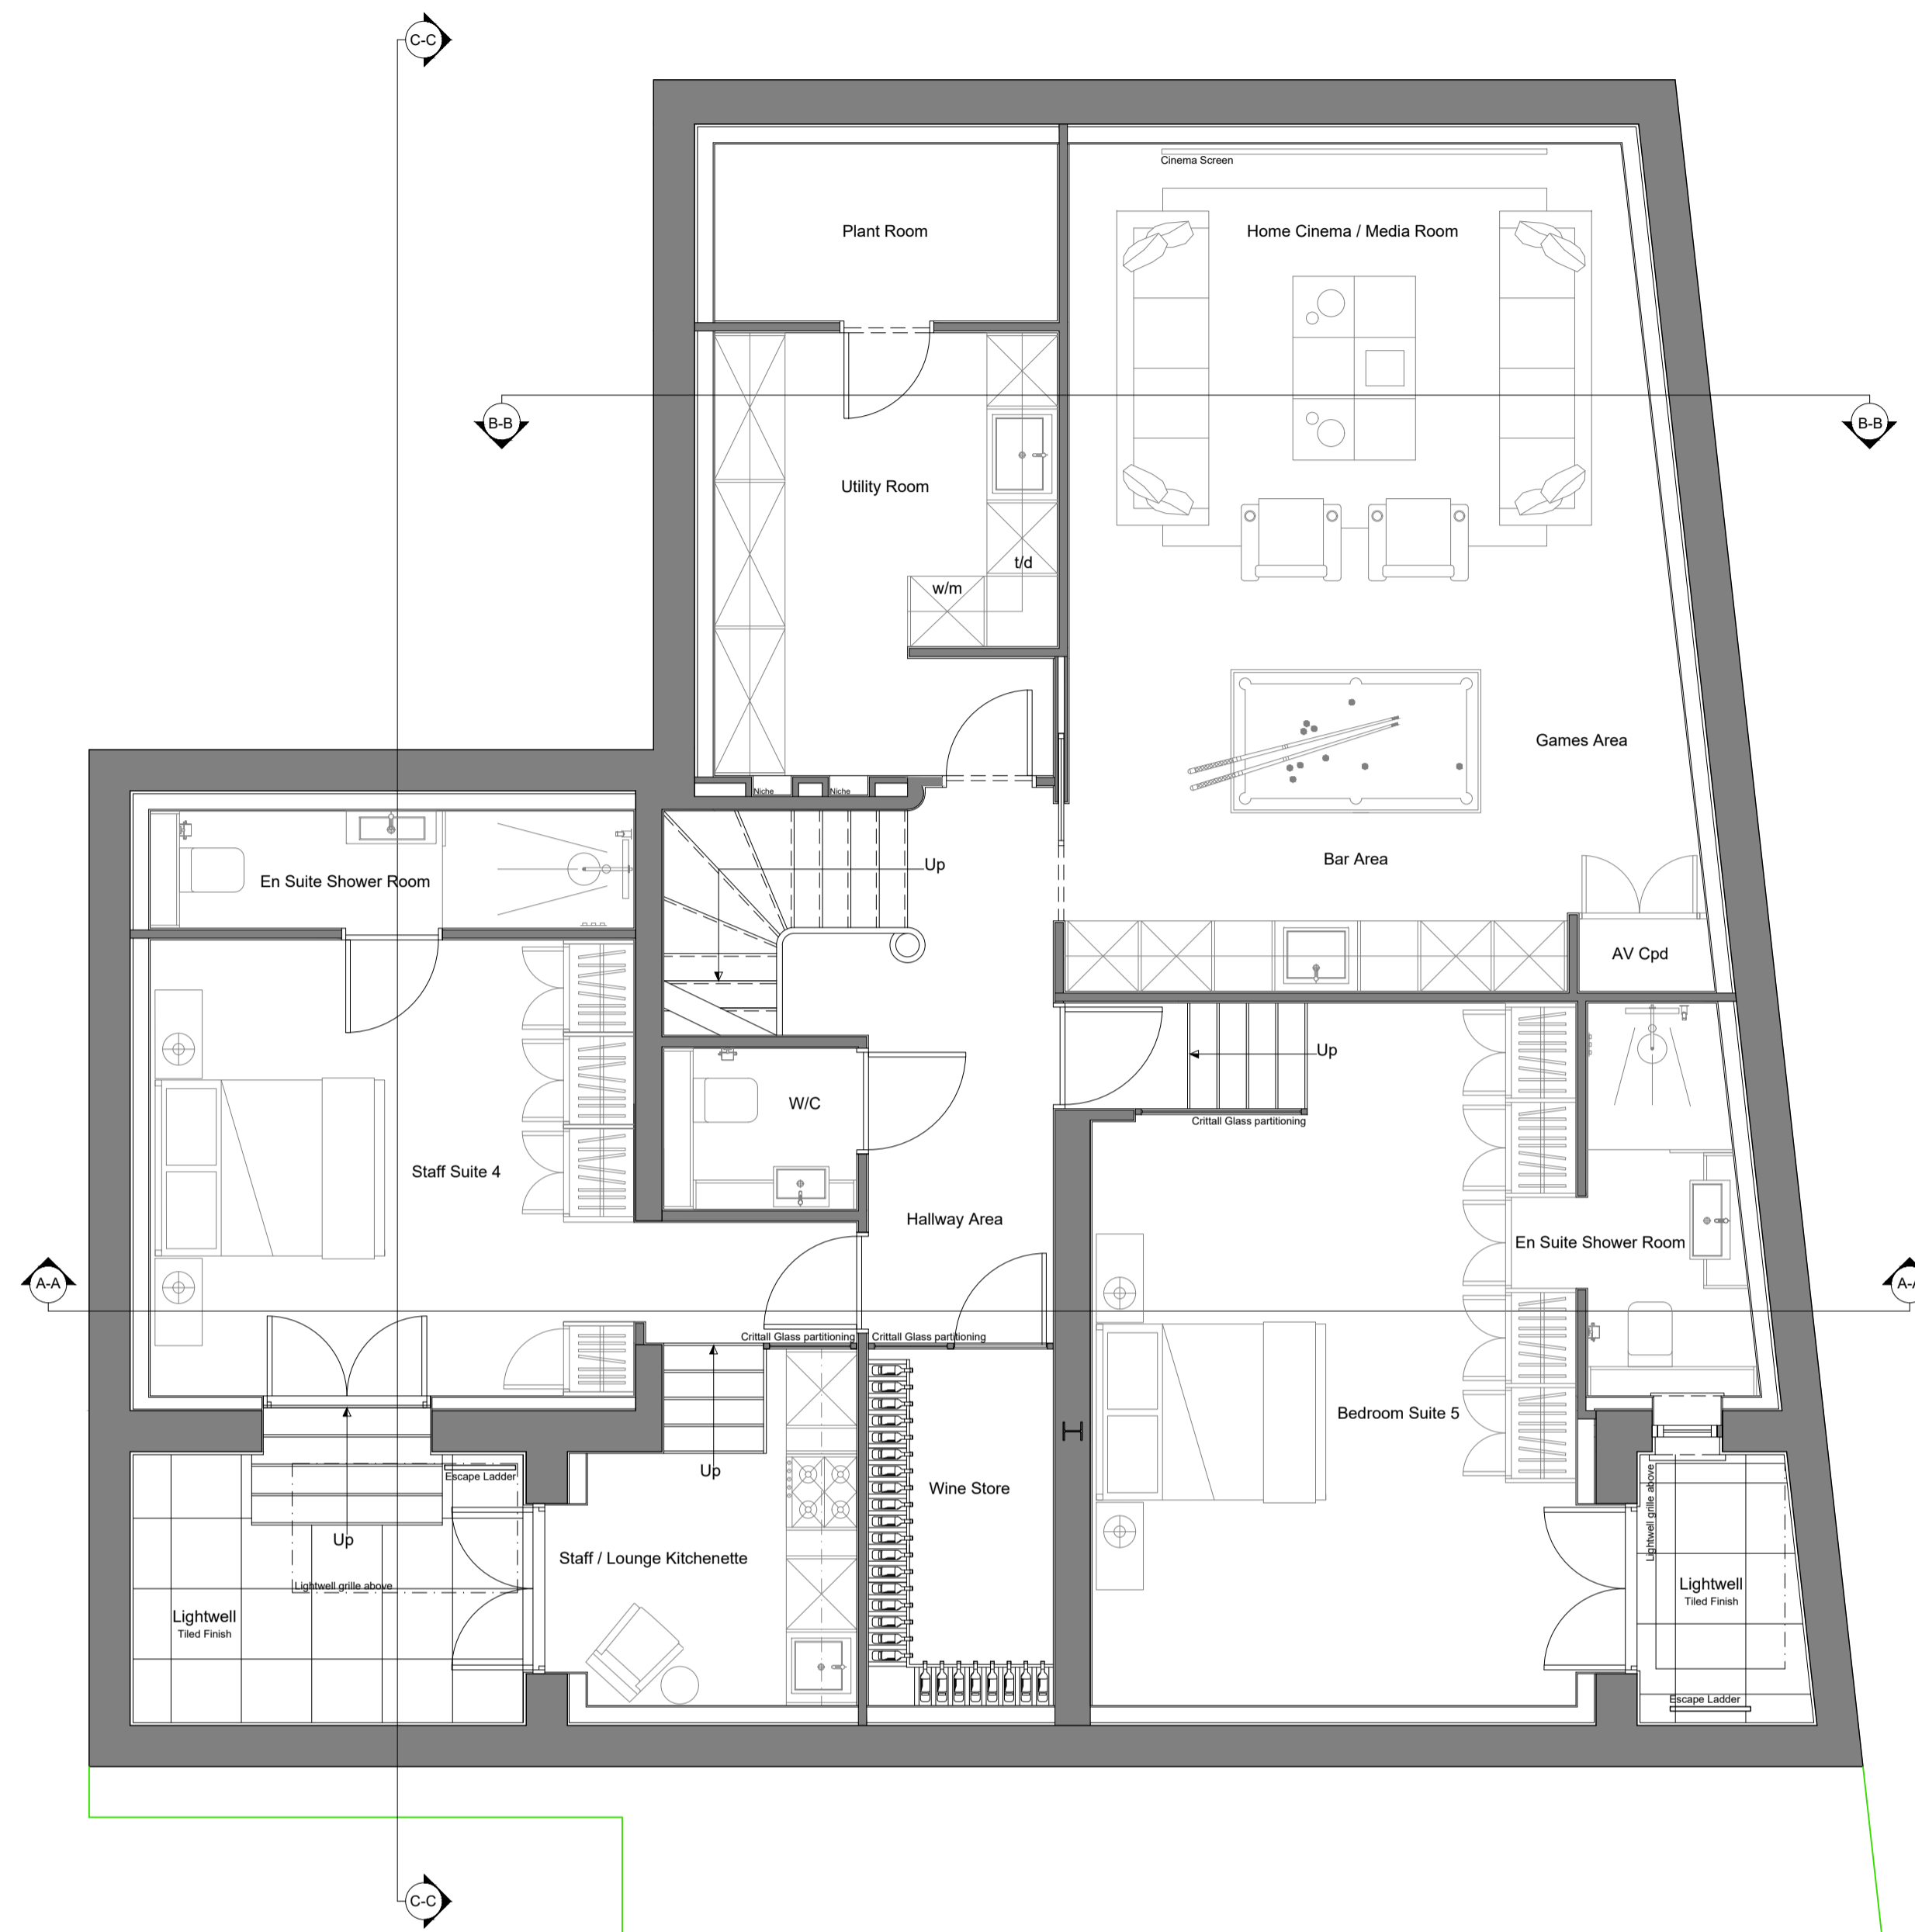 C-C
Cinema Screen
Plant Room
Home Cinema / Media Room
B-B
B-B
Utility Room
t/d
w/m
Games Area
Niche
Niche
Bar Area
Up
En Suite Shower Room
AV Cpd
Up
W/C
Crittall Glass partitioning
Staff Suite 4
Hallway Area
En Suite Shower Room
A-A
A-A
Crittall Glass partitioning
Crittall Glass partitioning
Bedroom Suite 5
Up
Escape Ladder
Wine Store
Lightwell grille above
Up
Staff / Lounge Kitchenette
Lightwell grille above
Lightwell
Tiled Finish
Lightwell
Tiled Finish
Escape Ladder
C-C